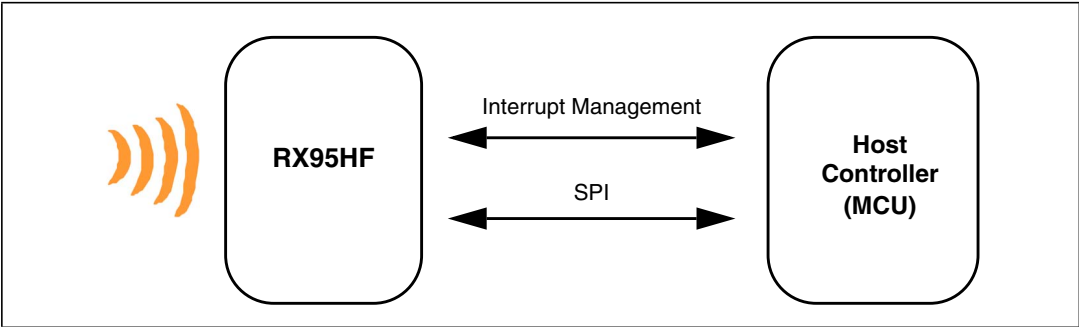 RX95HF
Interrupt Management
SPI
Host
Controller
(MCU)